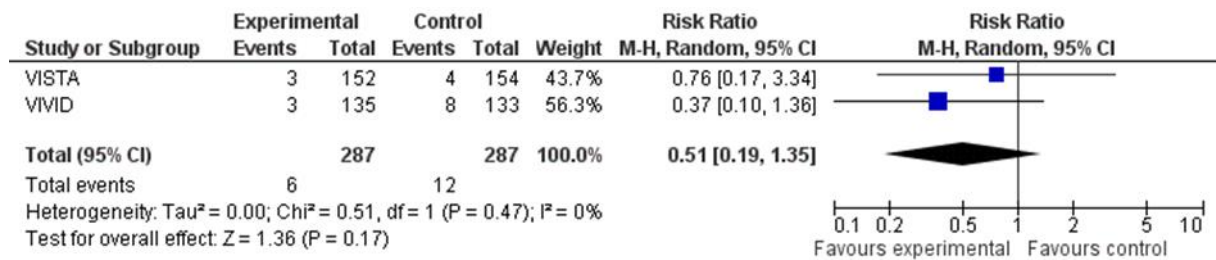 Experimental Control Risk Ratio Risk Ratio
Study or Subgroup Events Total Events Total Weight M-H, Random, 95% CI M-H, Random, 95% CI
VISTA 3 152 4 154 43.7% 0.76 [0.17, 3.34]
VIVID 3 135 8 133 56.3% 0.37 [0.10, 1.36]
Total (95% CI) 287 287 100.0% 0.51 [0.19, 1.35]
Total events 6 12
Heterogeneity: Tau² = 0.00; Chi² = 0.51, df = 1 (P = 0.47); I² = 0%
Test for overall effect: Z = 1.36 (P = 0.17)
0.1 0.2 0.5 1 2 5 10
Favours experimental Favours control